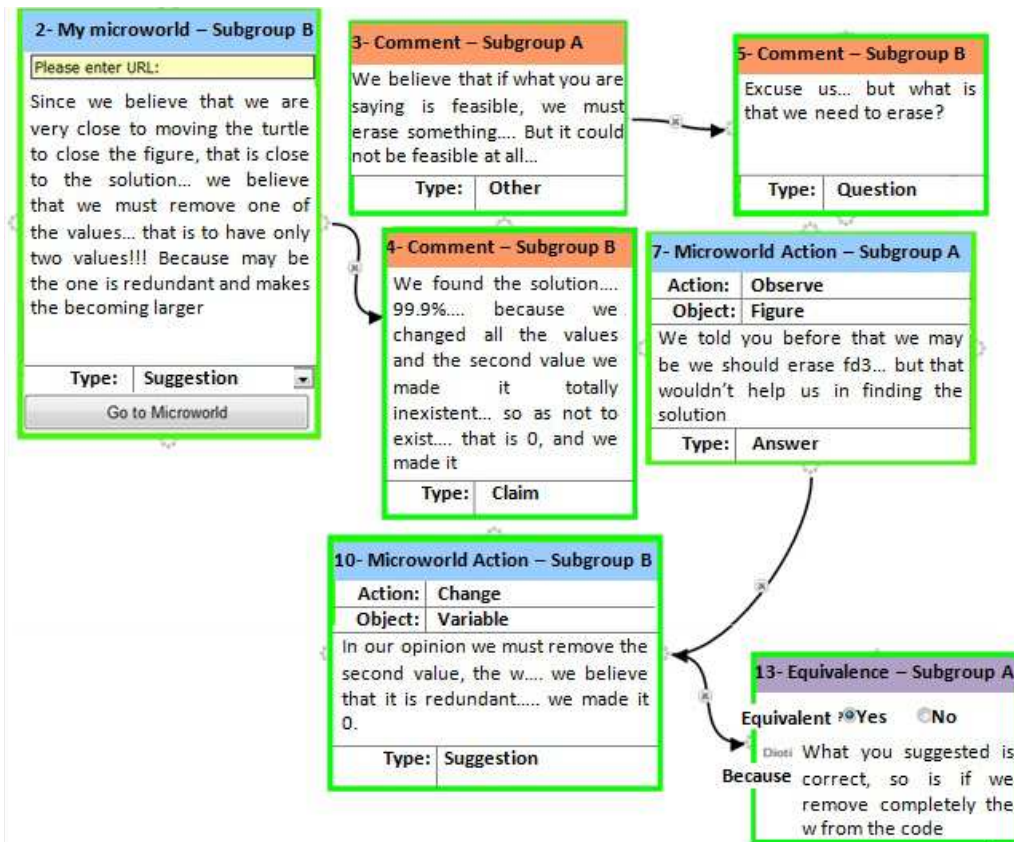 2- My microworld – Subgroup B
Please enter URL:
Since we believe that we are
very close to moving the turtle
to close the figure, that is close
to the solution... we believe
that we must remove one of
the values... that is to have only
two values!!! Because may be
the one is redundant and makes
the becoming larger
Type: Suggestion
Go to Microworld
3- Comment – Subgroup A
We believe that if what you are
saying is feasible, we must
erase something.... But it could
not be feasible at all...
Type: Other
5- Comment – Subgroup B
Excuse us... but what is
that we need to erase?
Type: Question
4- Comment – Subgroup B
We found the solution....
99.9%.... because we
changed all the values
and the second value we
made it totally
inexistent... so as not to
exist.... that is 0, and we
made it
Type: Claim
7- Microworld Action – Subgroup A
Action: Observe
Object: Figure
We told you before that we may
be we should erase fd3... but that
wouldn't help us in finding the
solution
Type: Answer
10- Microworld Action – Subgroup B
Action: Change
Object: Variable
In our opinion we must remove the
second value, the w.... we believe
that it is redundant..... we made it
0.
Type: Suggestion
13- Equivalence – Subgroup A
Equivalent ? Yes No
Dioti What you suggested is
Because correct, so is if we
remove completely the
w from the code